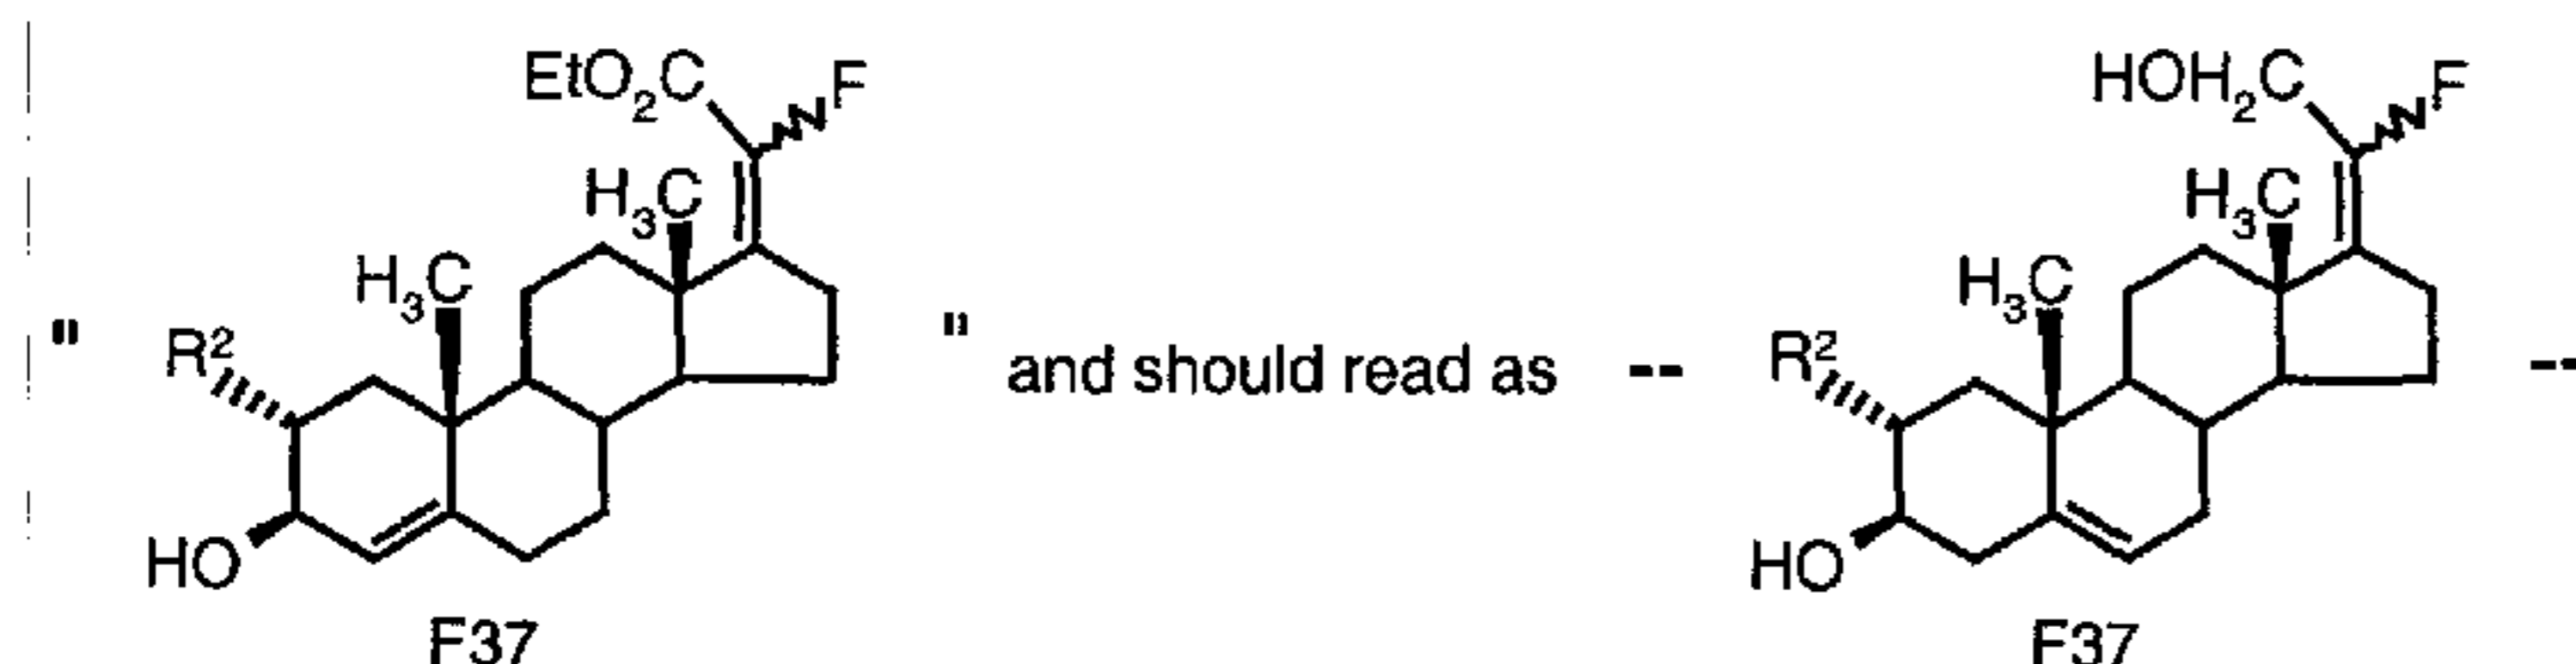 EtO₂C F HOH₂C F
H₃C H₃C
H₃C H₃C
" R² " and should read as -- R² --
HO HO
F37 F37